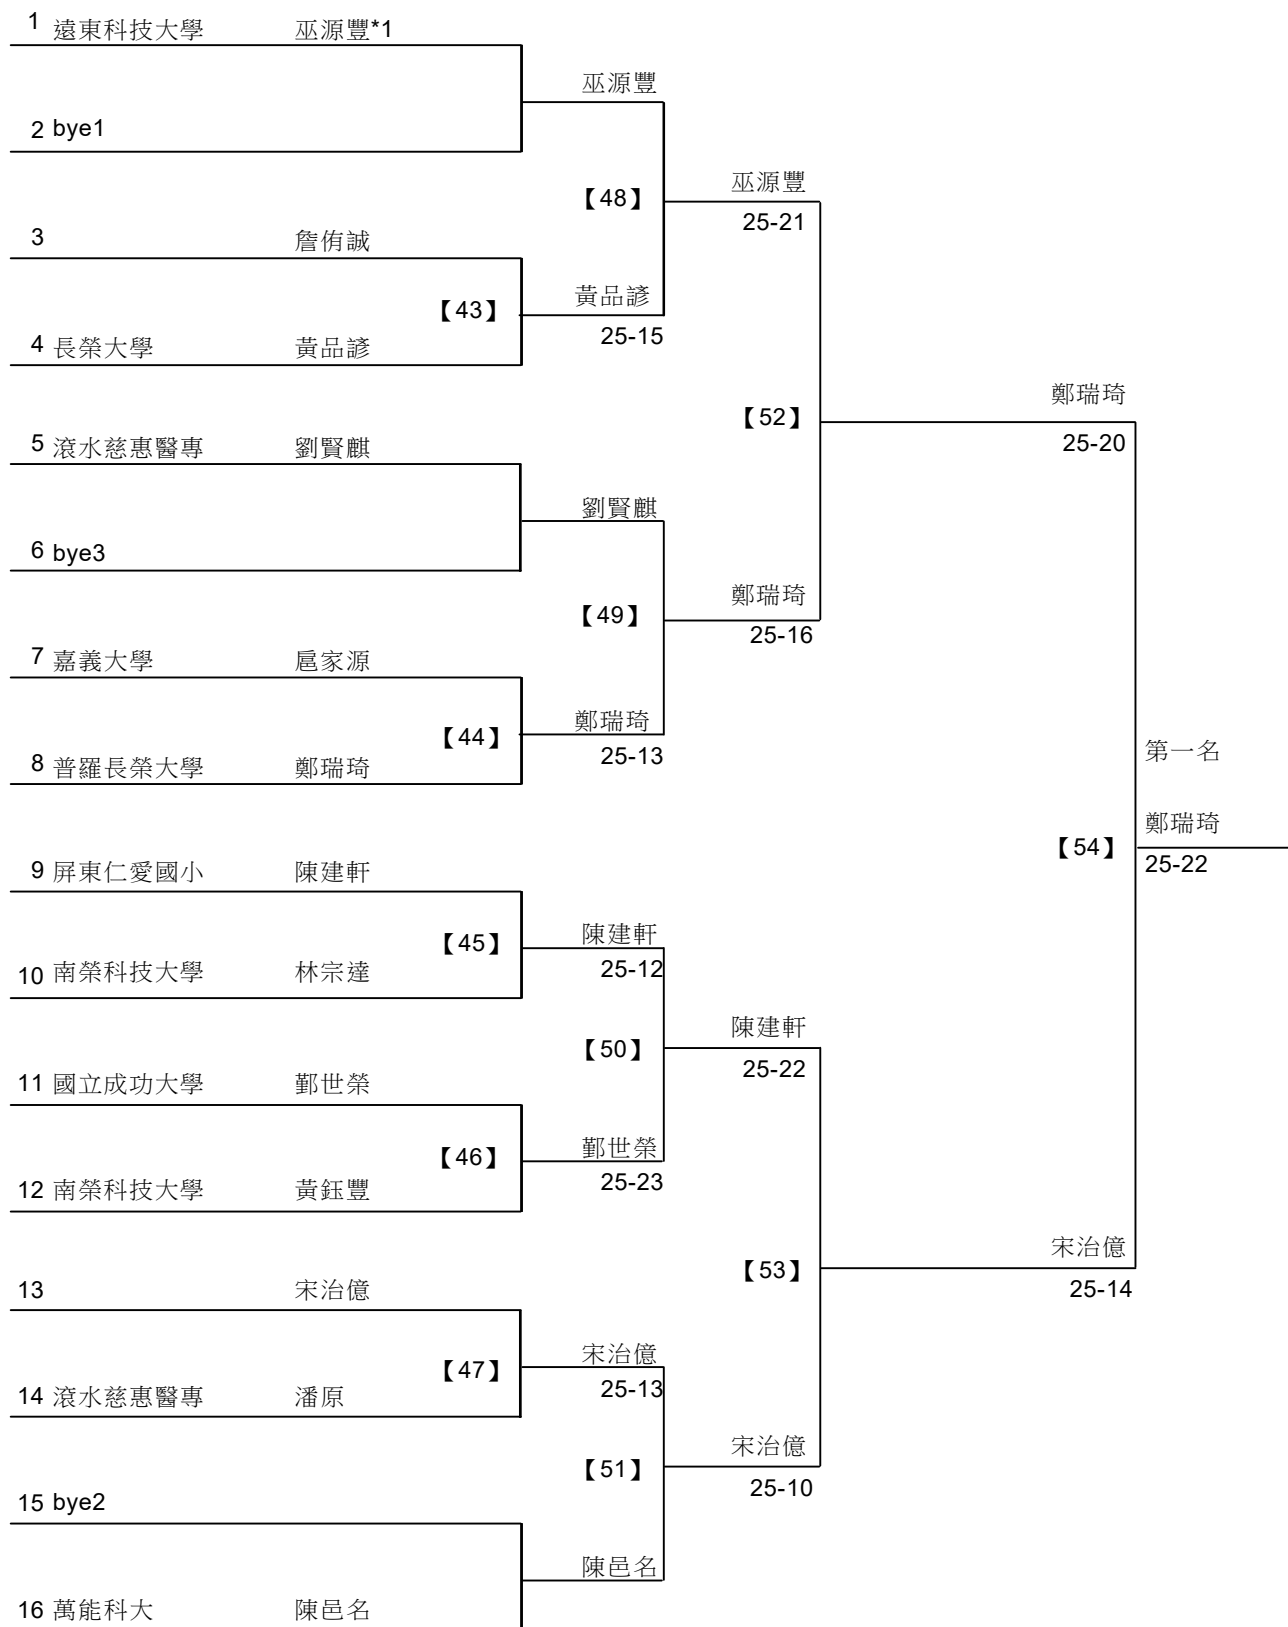 1 遠東科技大學 巫源豐*1
巫源豐
2 bye1
巫源豐
【48】
25-21
3 詹侑誠
黃品諺
【43】
25-15
4 長榮大學 黃品諺
鄭瑞琦
【52】
25-20
5 滾水慈惠醫專 劉賢麒
劉賢麒
6 bye3
鄭瑞琦
【49】
25-16
7 嘉義大學 扈家源
鄭瑞琦
【44】
25-13
第一名
8 普羅長榮大學 鄭瑞琦
鄭瑞琦
【54】
25-22
9 屏東仁愛國小 陳建軒
陳建軒
【45】
25-12
10 南榮科技大學 林宗達
陳建軒
【50】
25-22
11 國立成功大學 鄞世榮
鄞世榮
【46】
25-23
12 南榮科技大學 黃鈺豐
宋治億
【53】
25-14
13 宋治億
宋治億
【47】
25-13
14 滾水慈惠醫專 潘原
宋治億
【51】
25-10
15 bye2
陳邑名
16 萬能科大 陳邑名